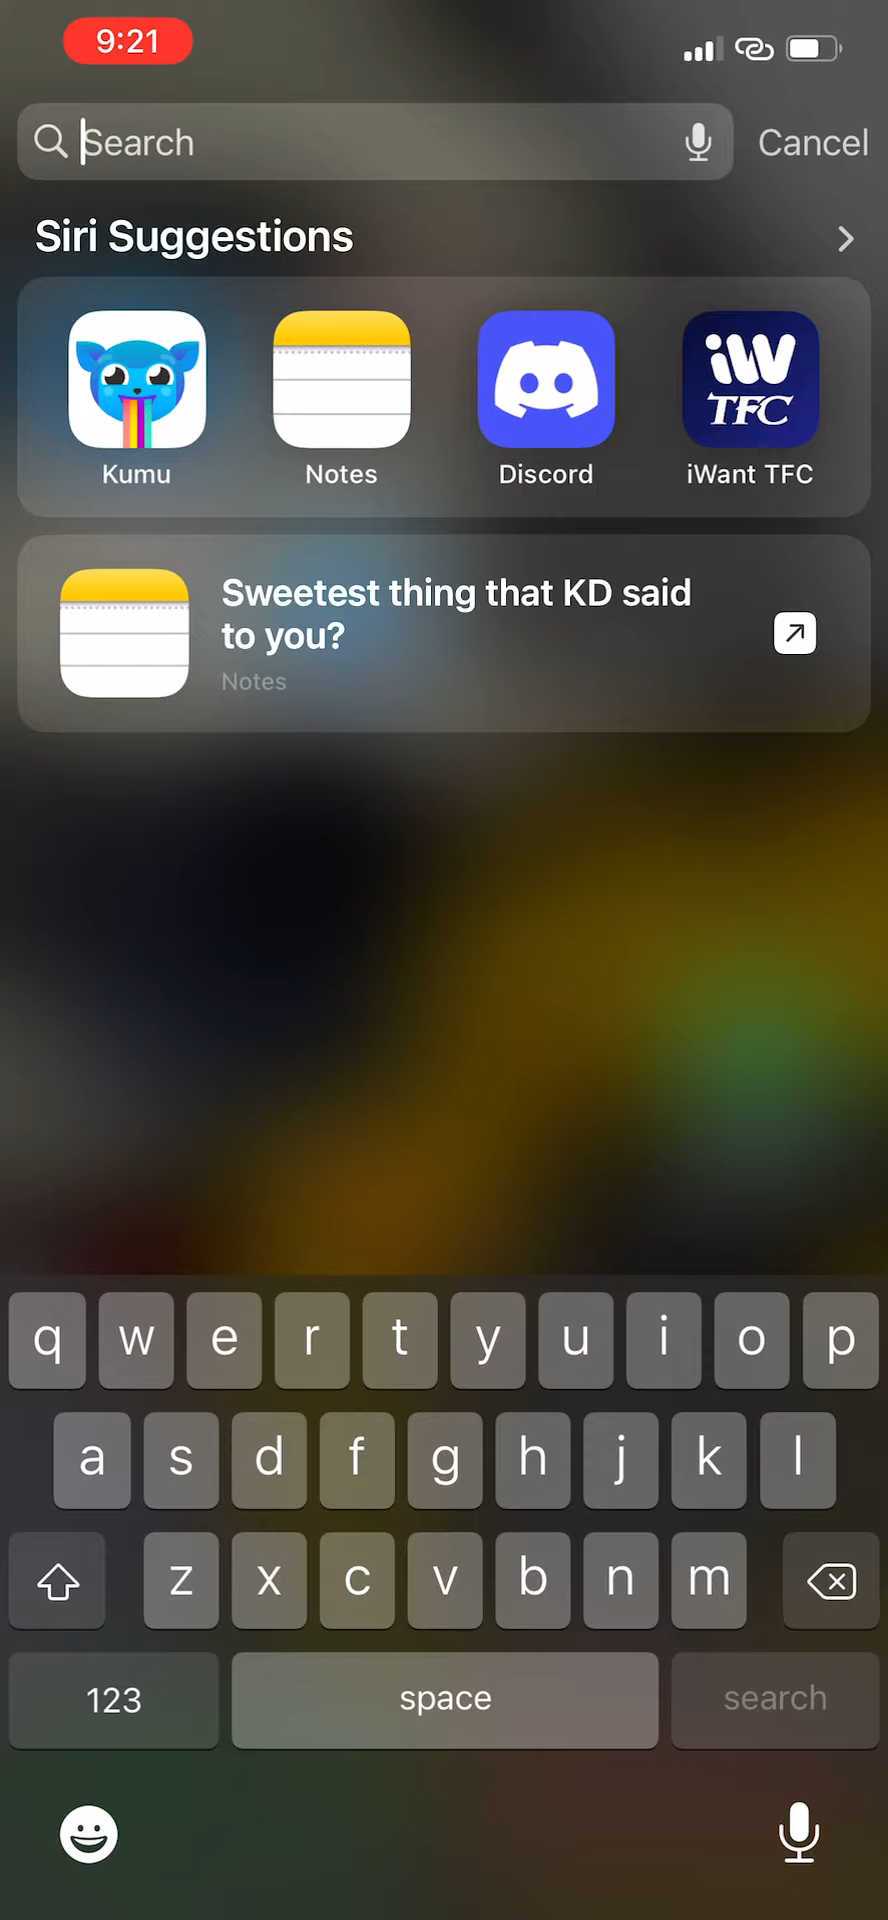 9:21
Search
Cancel
Siri Suggestions
iW
TFC
Kumu
Notes
Discord
iWant TFC
Sweetest thing that KD said
to you?
Notes
q w e r t y u i o p
a s d f g h j k l
z x c v b n m
123
space
search